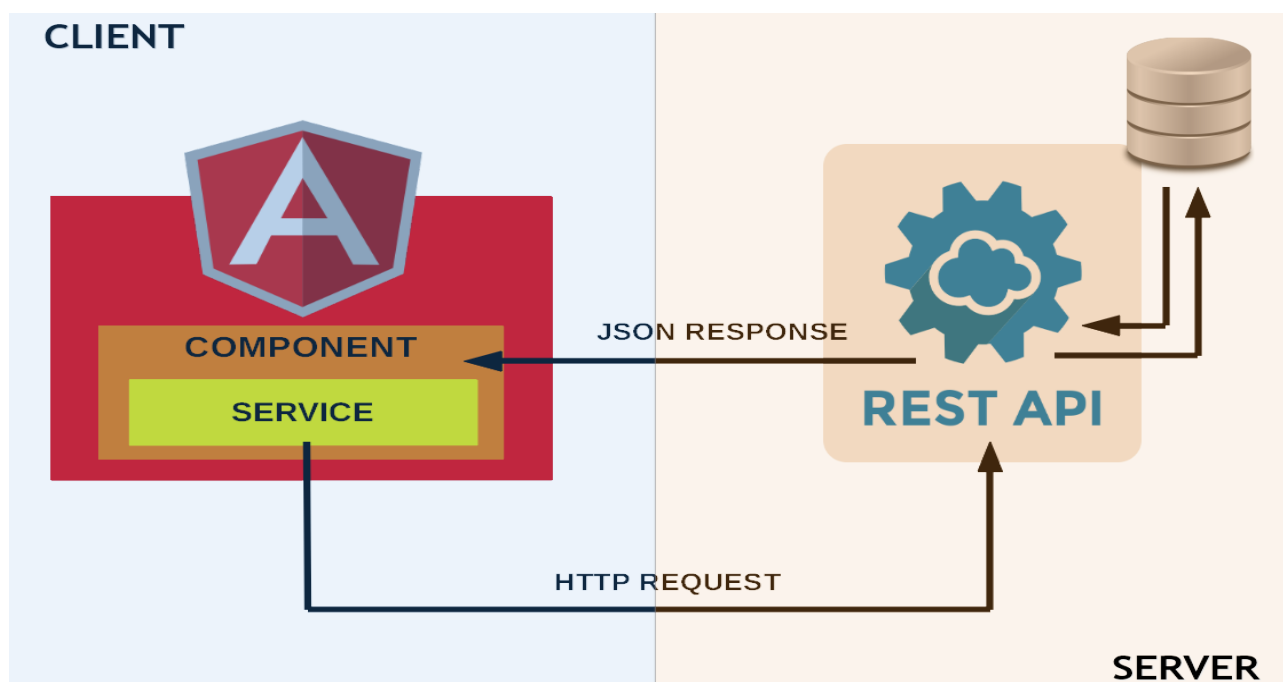 CLIENT
COMPONENT
SERVICE
JSON RESPONSE
REST API
HTTP REQUEST
SERVER